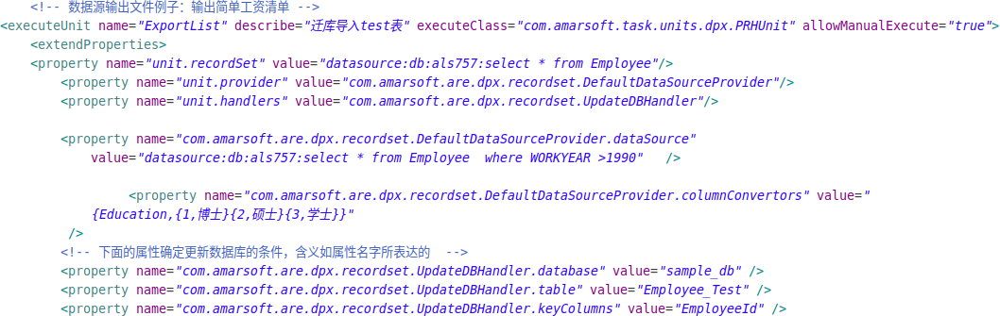 <!-- 数据源输出文件例子：输出简单工资清单 -->
<executeUnit name="ExportList" describe="迁库导入test表" executeClass="com.amarsoft.task.units.dpx.PRHUnit" allowManualExecute="true">
<extendProperties>
<property name="unit.recordSet" value="datasource:db:als757:select * from Employee"/>
<property name="unit.provider" value="com.amarsoft.are.dpx.recordset.DefaultDataSourceProvider"/>
<property name="unit.handlers" value="com.amarsoft.are.dpx.recordset.UpdateDBHandler"/>
<property name="com.amarsoft.are.dpx.recordset.DefaultDataSourceProvider.dataSource"
value="datasource:db:als757:select * from Employee  where WORKYEAR >1990"   />
<property name="com.amarsoft.are.dpx.recordset.DefaultDataSourceProvider.columnConvertors" value="
{Education,{1,博士}{2,硕士}{3,学士}}"
/>
<!-- 下面的属性确定更新数据库的条件，含义如属性名字所表达的  -->
<property name="com.amarsoft.are.dpx.recordset.UpdateDBHandler.database" value="sample_db" />
<property name="com.amarsoft.are.dpx.recordset.UpdateDBHandler.table" value="Employee_Test" />
<property name="com.amarsoft.are.dpx.recordset.UpdateDBHandler.keyColumns" value="EmployeeId" />